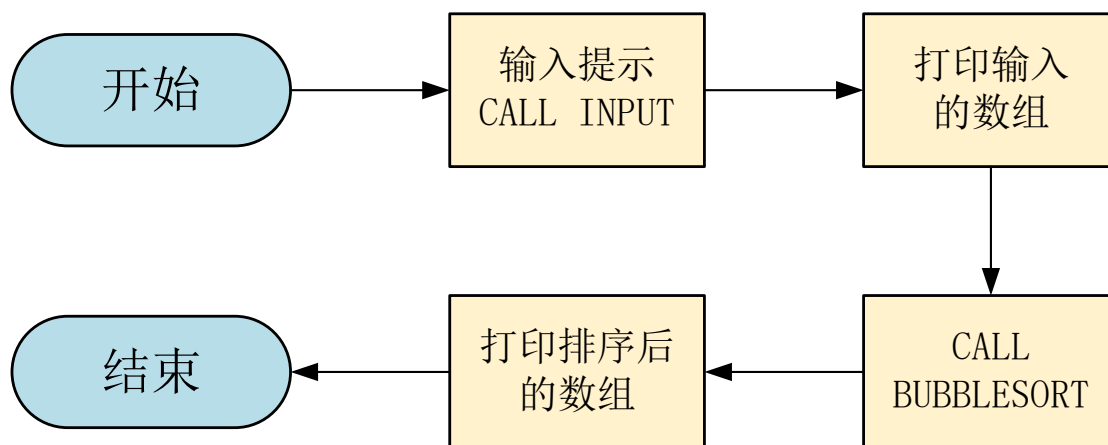 开始
输入提示
CALL INPUT
打印输入
的数组
CALL
BUBBLESORT
打印排序后
的数组
结束